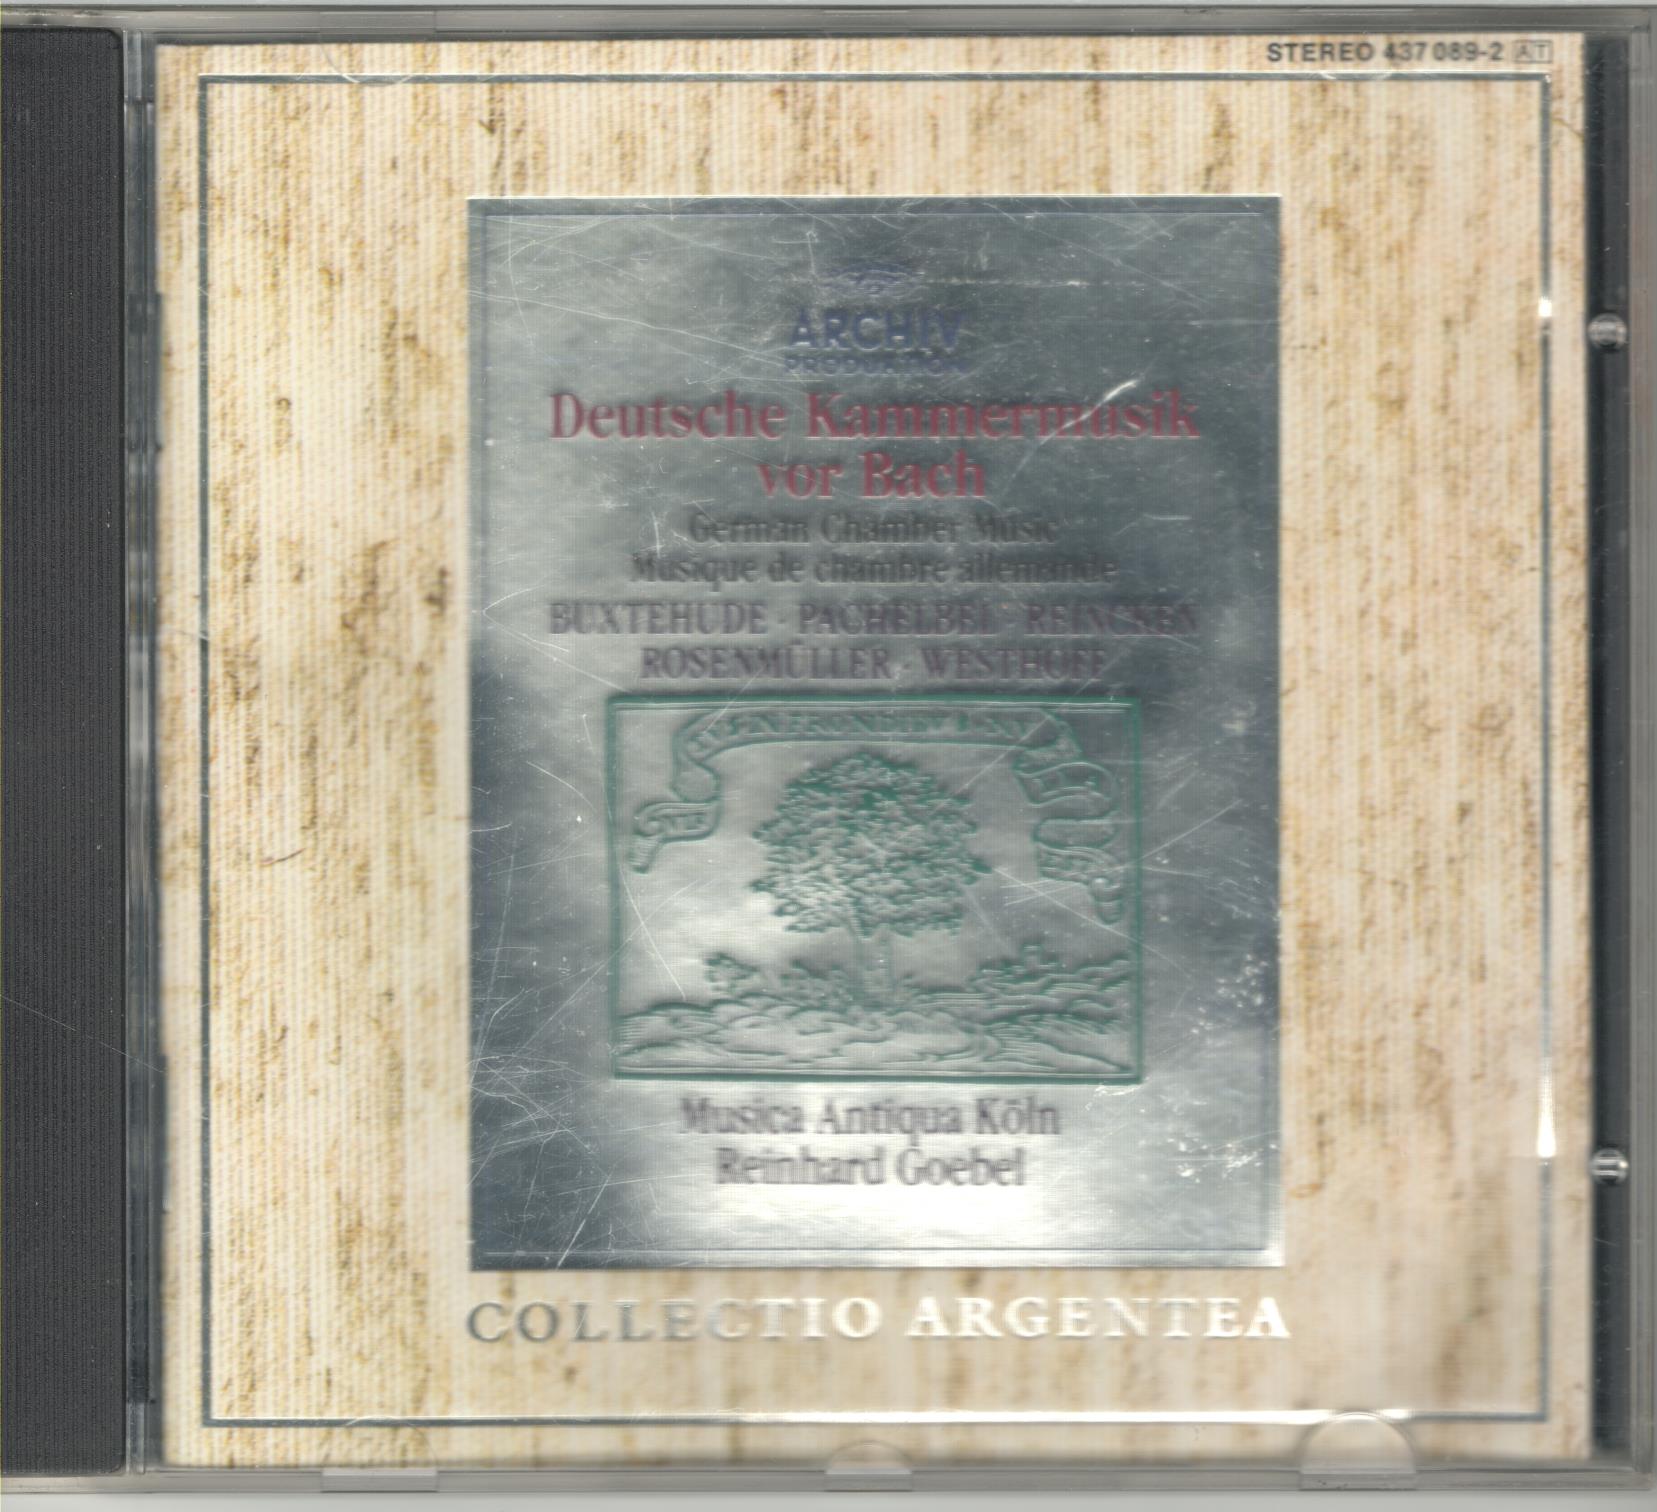 STEREO 437 089-2 AT
ARCHIV
PRODUKTION
Deutsche Kammermusik
vor Bach
German Chamber Music
Musique de chambre allemande
BUXTEHUDE · PACHELBEL · REINCKEN
ROSENMÜLLER · WESTHOFF
Musica Antiqua Köln
Reinhard Goebel
COLLECTIO ARGENTEA